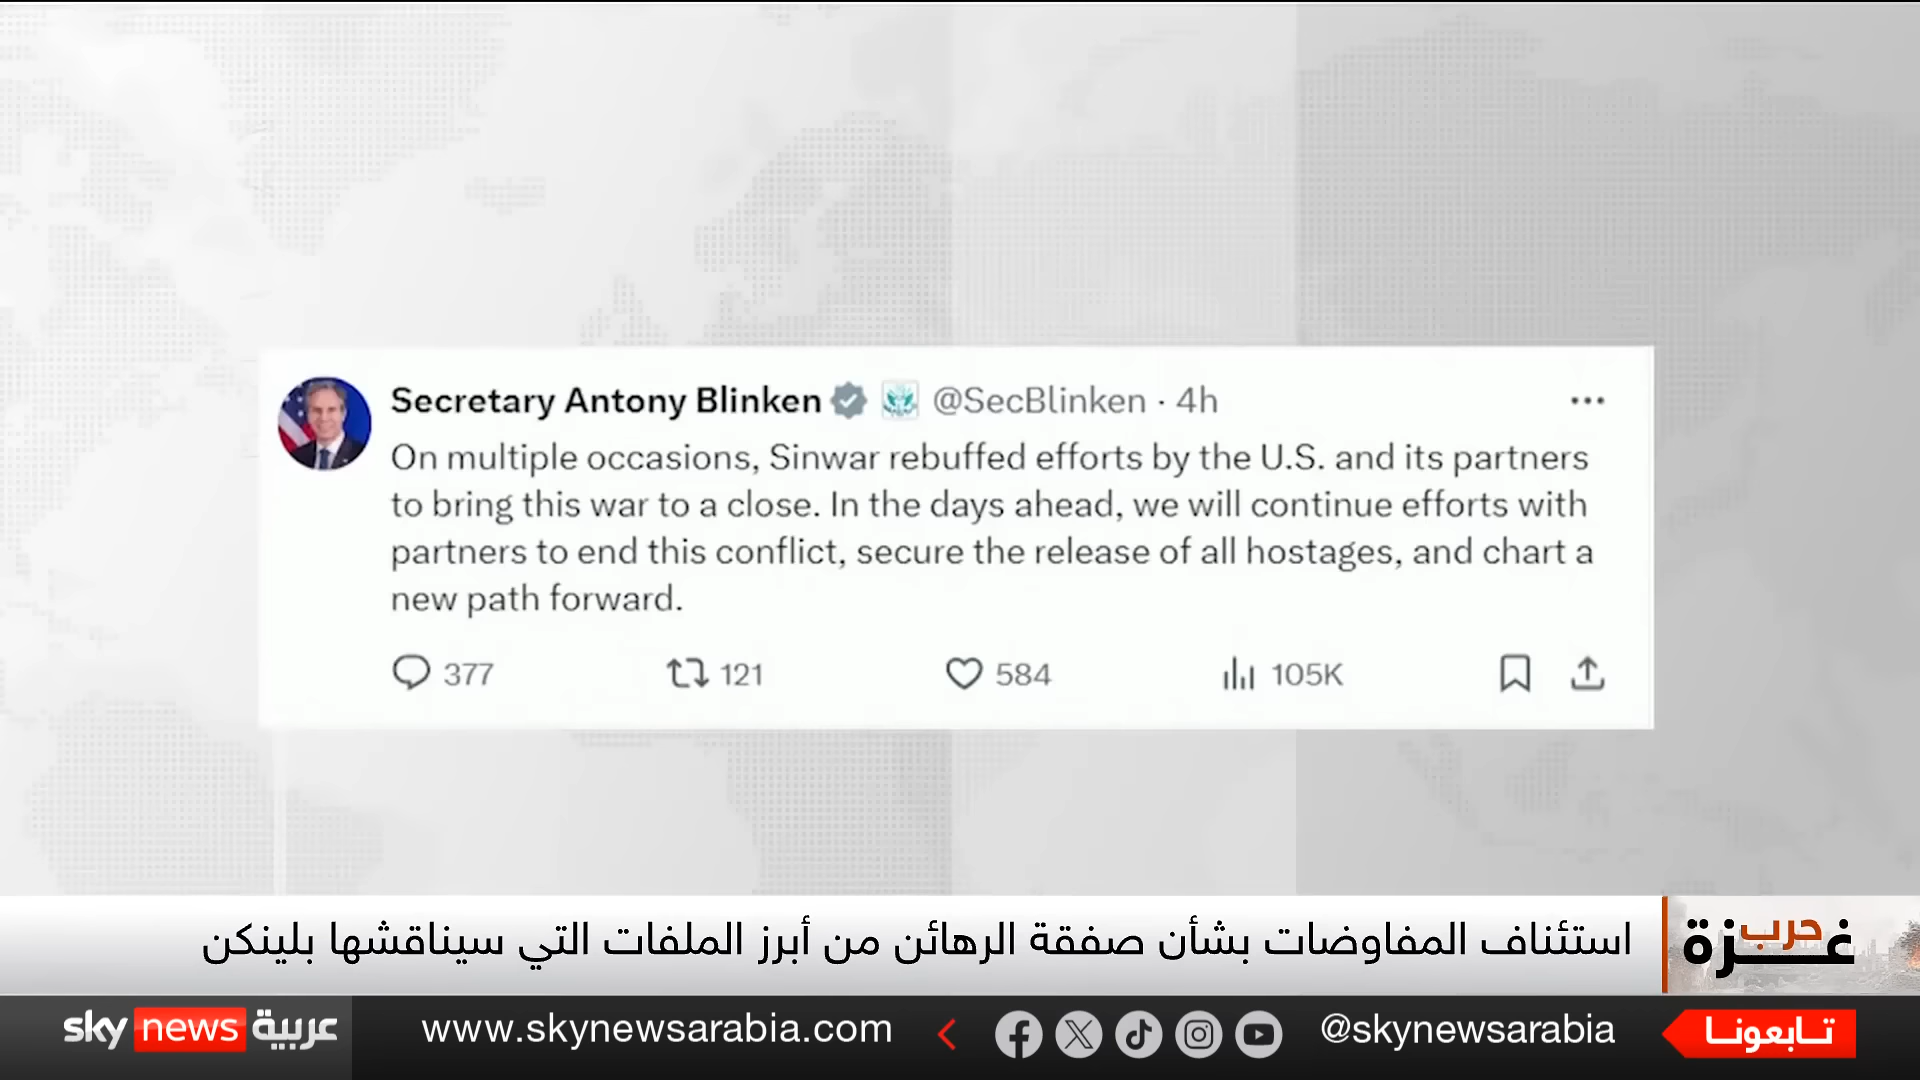 Secretary Antony Blinken @SecBlinken · 4h
On multiple occasions, Sinwar rebuffed efforts by the U.S. and its partners
to bring this war to a close. In the days ahead, we will continue efforts with
partners to end this conflict, secure the release of all hostages, and chart a
new path forward.
377 121 584 105K
حرب
غـــزة
استئناف المفاوضات بشأن صفقة الرهائن من أبرز الملفات التي سيناقشها بلينكن
sky news عربية
www.skynewsarabia.com
@skynewsarabia
تـابعونـا